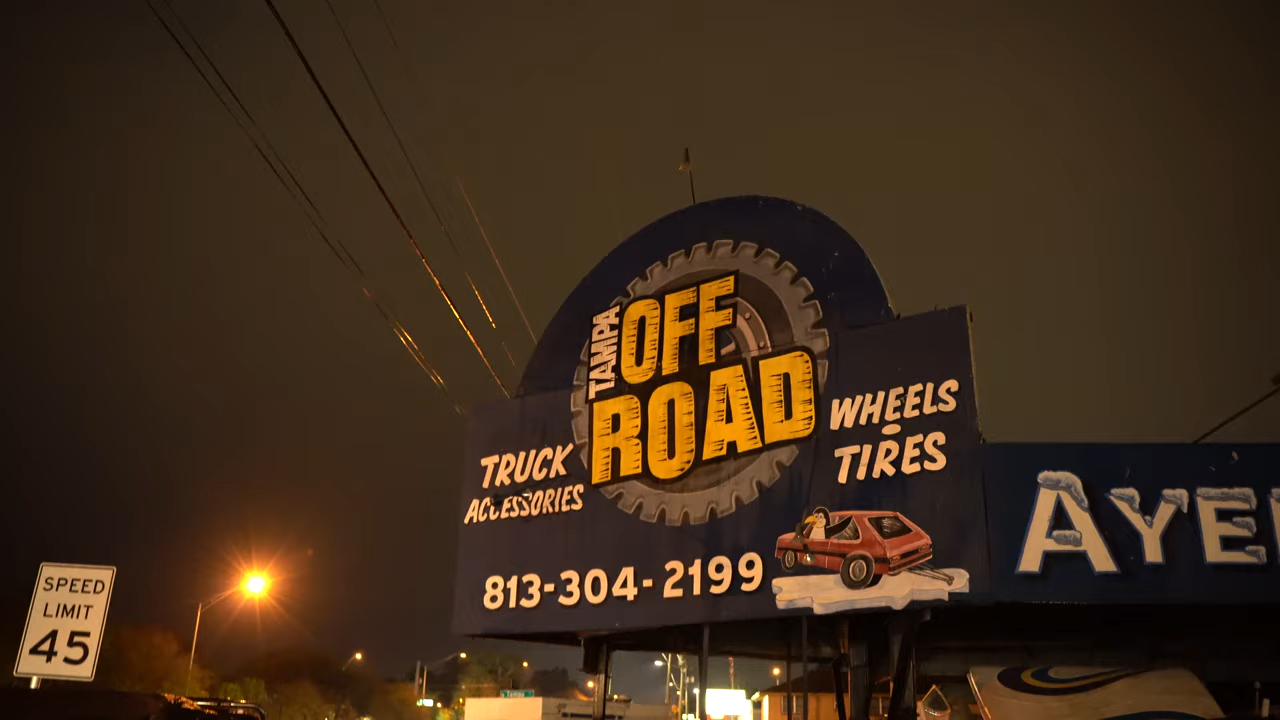 TAMPA
OFF
ROAD
TRUCK
ACCESSORIES
WHEELS
TIRES
813-304-2199
AYE
SPEED
LIMIT
45